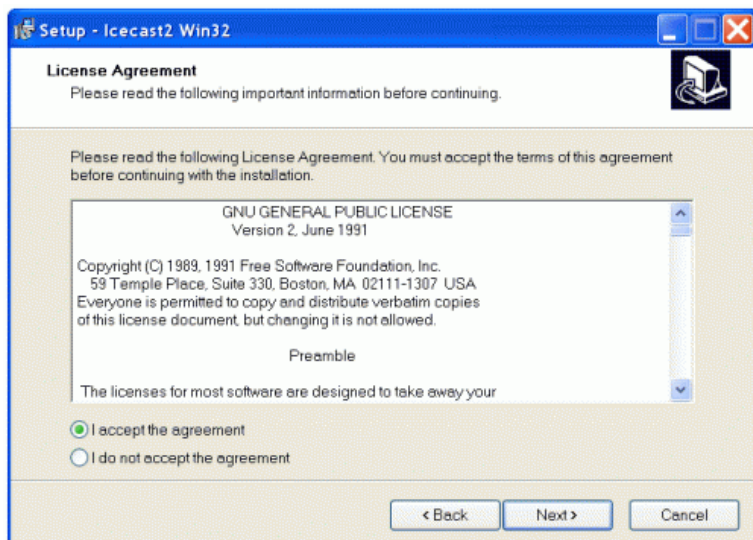 Setup - Icecast2 Win32
License Agreement
Please read the following important information before continuing.
Please read the following License Agreement. You must accept the terms of this agreement
before continuing with the installation.
GNU GENERAL PUBLIC LICENSE
Version 2, June 1991
Copyright (C) 1989, 1991 Free Software Foundation, Inc.
59 Temple Place, Suite 330, Boston, MA 02111-1307 USA
Everyone is permitted to copy and distribute verbatim copies
of this license document, but changing it is not allowed.
Preamble
The licenses for most software are designed to take away your
I accept the agreement
I do not accept the agreement
< Back
Next >
Cancel